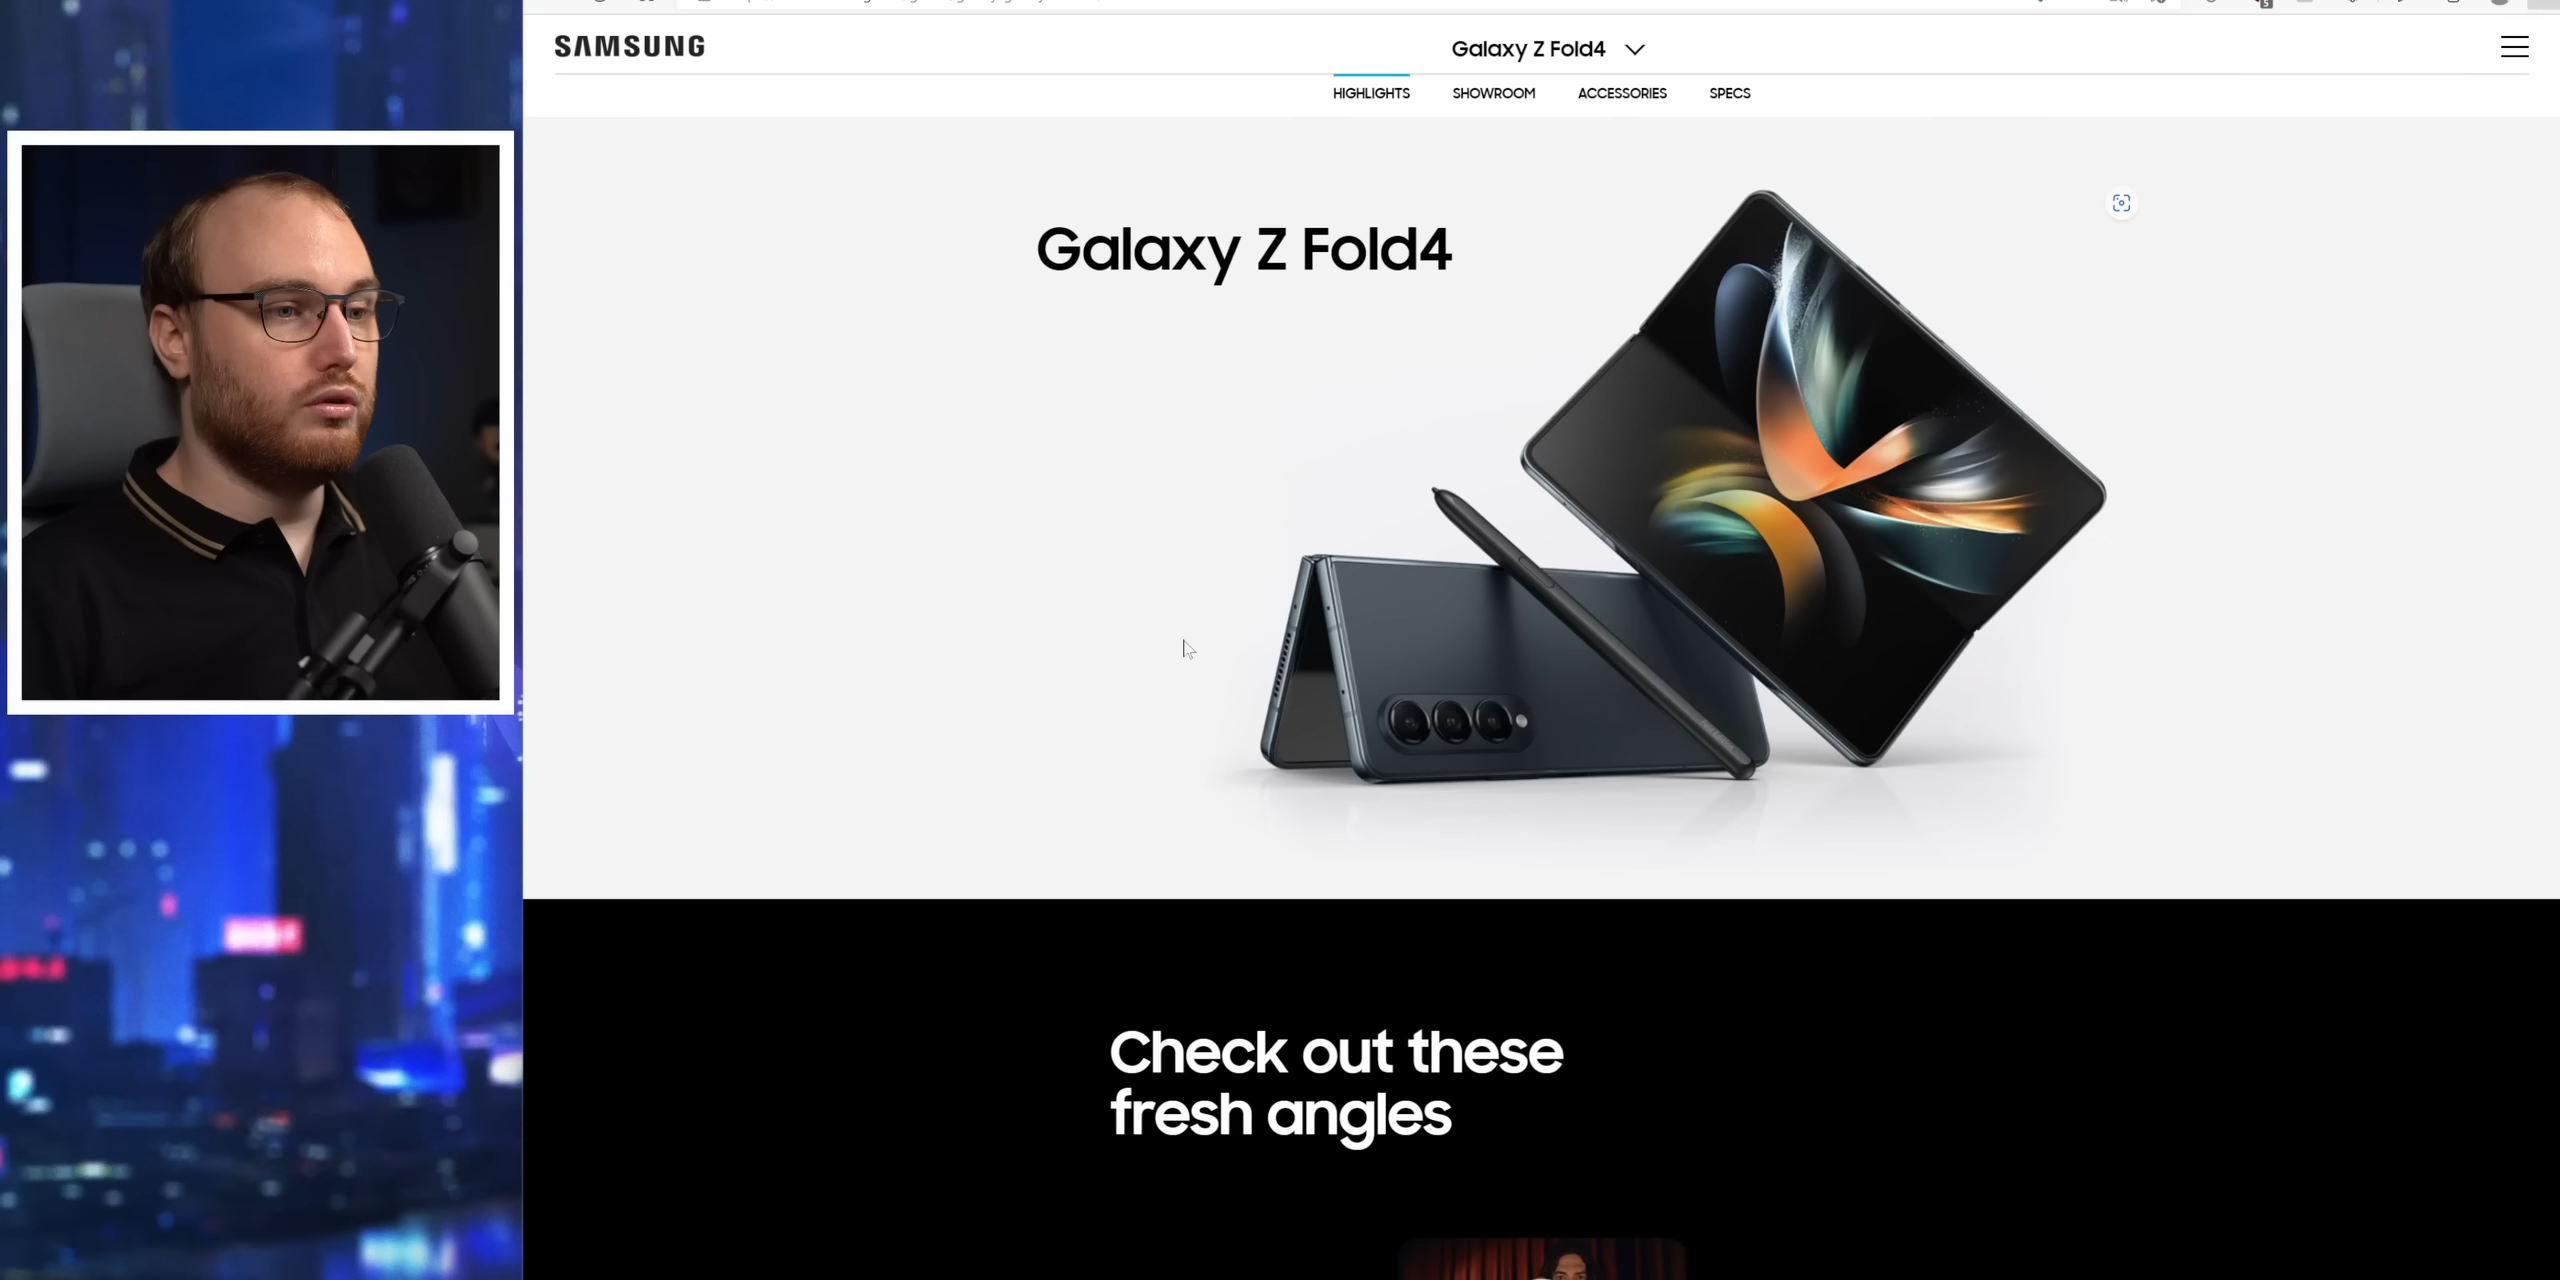 SAMSUNG
Galaxy Z Fold4
HIGHLIGHTS SHOWROOM ACCESSORIES SPECS
Galaxy Z Fold4
Check out these
fresh angles